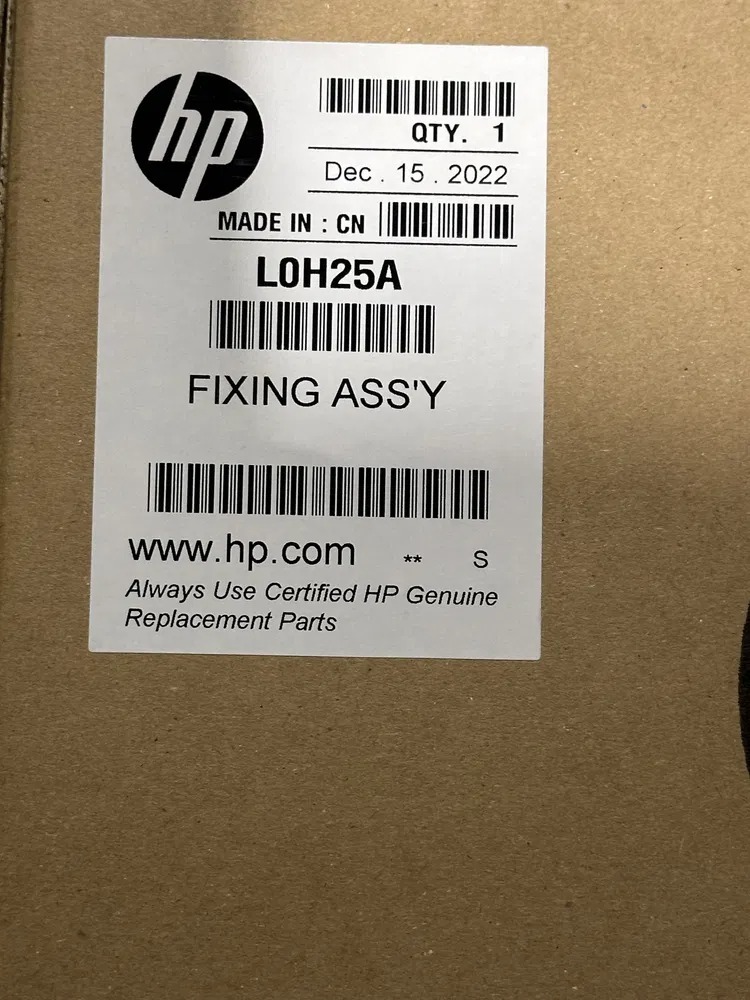 hp
QTY. 1
Dec . 15 . 2022
MADE IN : CN
L0H25A
FIXING ASS'Y
www.hp.com ** S
Always Use Certified HP Genuine
Replacement Parts